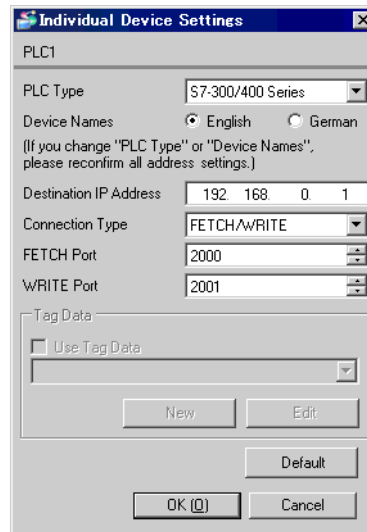 Individual Device Settings
PLC1
PLC Type S7-300/400 Series
Device Names English German
(If you change "PLC Type" or "Device Names",
please reconfirm all address settings.)
Destination IP Address 192. 168. 0. 1
Connection Type FETCH/WRITE
FETCH Port 2000
WRITE Port 2001
Tag Data
Use Tag Data
New Edit
Default
OK (O) Cancel